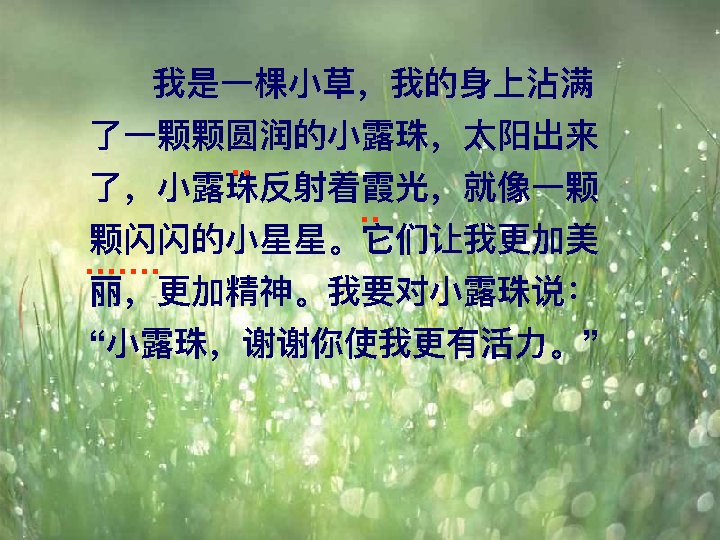 我是一棵小草，我的身上沾满
了一颗颗圆润的小露珠，太阳出来
了，小露珠反射着霞光，就像一颗
颗闪闪的小星星。它们让我更加美
丽，更加精神。我要对小露珠说：
“小露珠，谢谢你使我更有活力。”